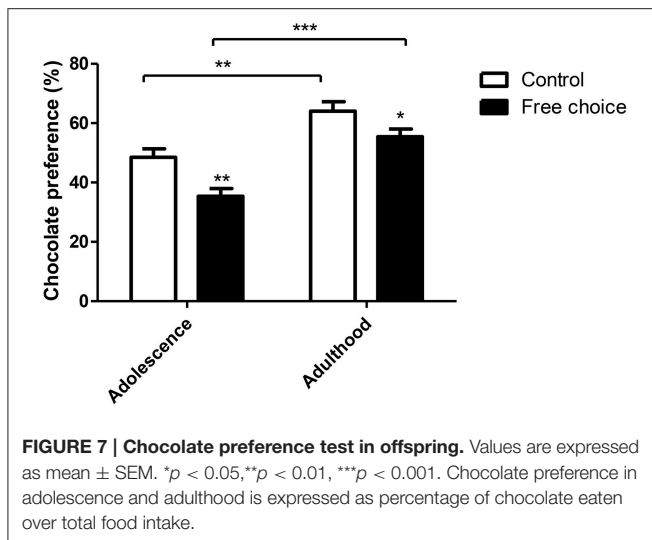 ***
**
Control
Free choice
*
**
Chocolate preference (%)
80
60
40
20
0
Adolescence
Adulthood
FIGURE 7 | Chocolate preference test in offspring. Values are expressed
as mean ± SEM. *p < 0.05,**p < 0.01, ***p < 0.001. Chocolate preference in
adolescence and adulthood is expressed as percentage of chocolate eaten
over total food intake.